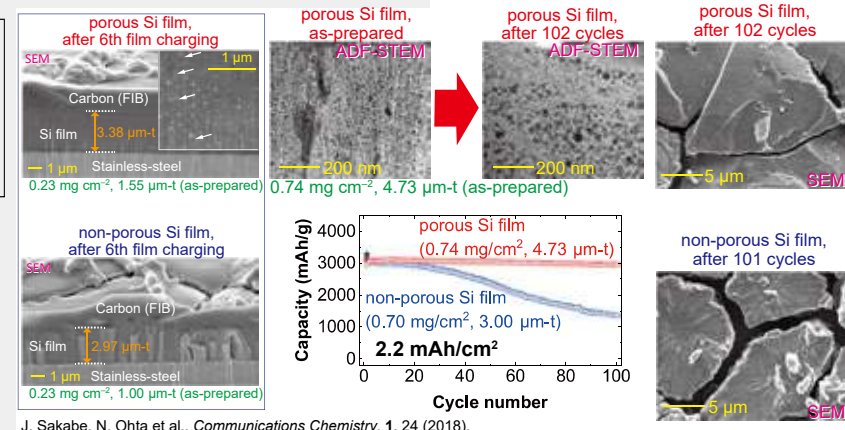 porous Si film,
after 6th film charging
SEM
1 µm
Carbon (FIB)
Si film
3.38 µm-t
1 µm
Stainless-steel
0.23 mg cm⁻², 1.55 µm-t (as-prepared)
porous Si film,
as-prepared
ADF-STEM
200 nm
0.74 mg cm⁻², 4.73 µm-t (as-prepared)
porous Si film,
after 102 cycles
ADF-STEM
200 nm
porous Si film,
after 102 cycles
5 µm
SEM
non-porous Si film,
after 6th film charging
SEM
Carbon (FIB)
Si film
2.97 µm-t
1 µm
Stainless-steel
0.23 mg cm⁻², 1.00 µm-t (as-prepared)
Capacity (mAh/g)
4000
3000
2000
1000
0
porous Si film
(0.74 mg/cm², 4.73 µm-t)
non-porous Si film
(0.70 mg/cm², 3.00 µm-t)
2.2 mAh/cm²
0 20 40 60 80 100
Cycle number
non-porous Si film,
after 101 cycles
5 µm
SEM
J. Sakabe, N. Ohta et al., Communications Chemistry, 1, 24 (2018).